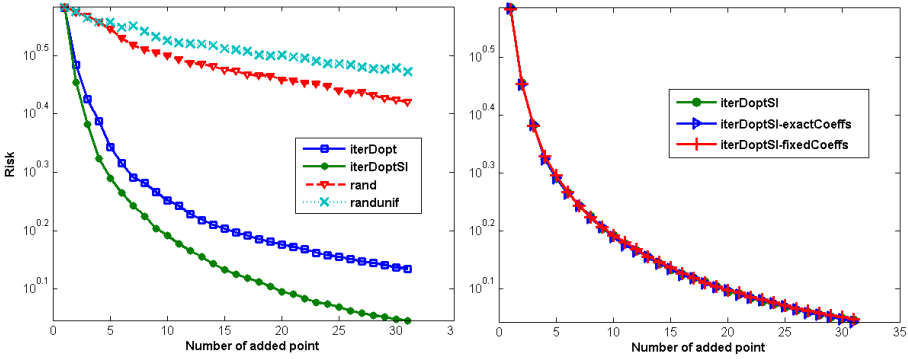 Risk
10^0.5
10^0.4
10^0.3
10^0.2
10^0.1
0 5 10 15 20 25 30 3
Number of added point
iterDopt
iterDoptSI
rand
randunif
10^0.5
10^0.4
10^0.3
10^0.2
10^0.1
0 5 10 15 20 25 30 35
Number of added point
iterDoptSI
iterDoptSI-exactCoeffs
iterDoptSI-fixedCoeffs